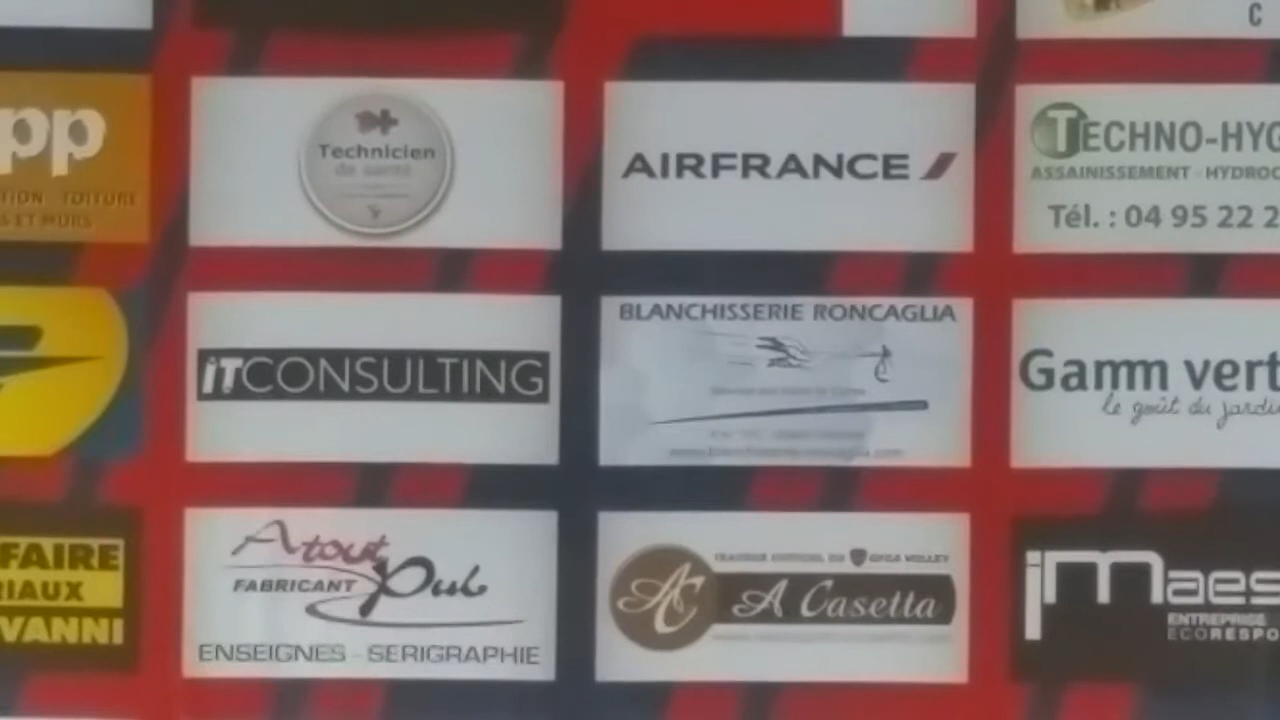 C
pp
TION TOITURE
S ET MURS
Technicien
de santé
AIRFRANCE
TECHNO-HYG
ASSAINISSEMENT - HYDROC
Tél. : 04 95 22 2
iTCONSULTING
BLANCHISSERIE RONCAGLIA
Gamm vert
le goût du jardi
FAIRE
RIAUX
VANNI
Atout
FABRICANT Pub
ENSEIGNES - SERIGRAPHIE
AC
A Casetta
iMaes
ENTREPRISE
ECORESPO